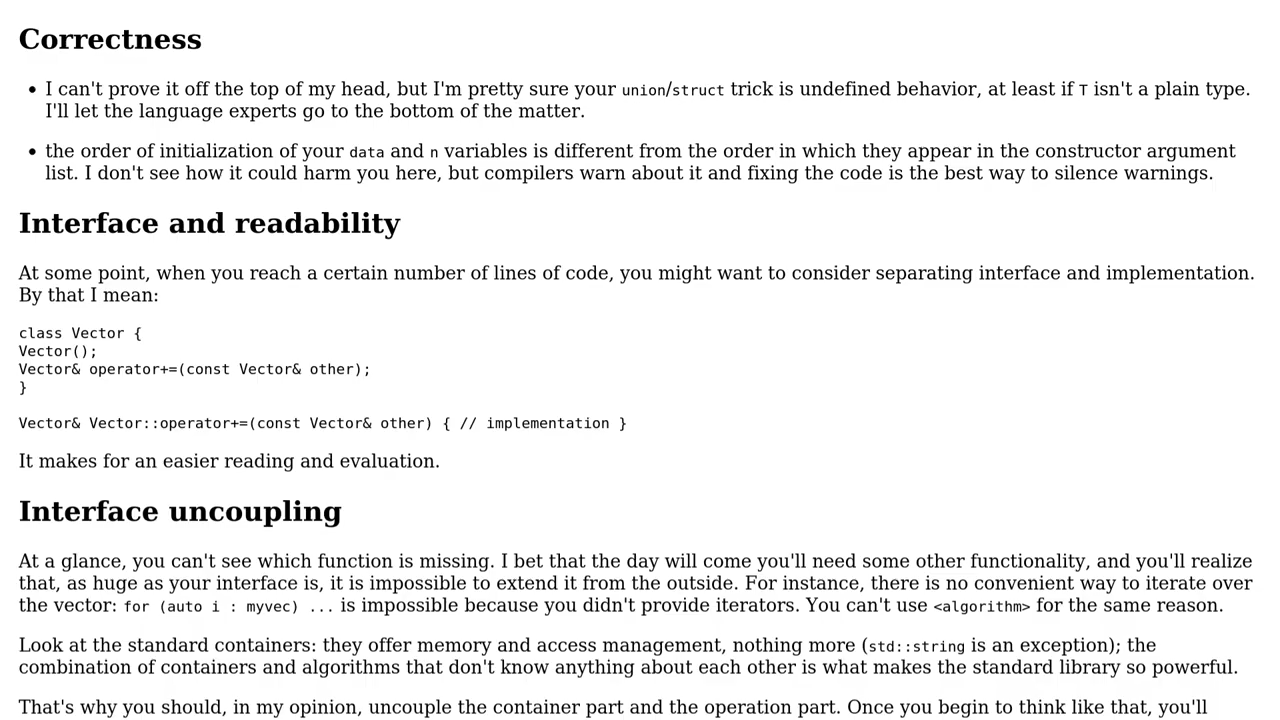 Correctness
• I can't prove it off the top of my head, but I'm pretty sure your union/struct trick is undefined behavior, at least if T isn't a plain type.
I'll let the language experts go to the bottom of the matter.
• the order of initialization of your data and n variables is different from the order in which they appear in the constructor argument
list. I don't see how it could harm you here, but compilers warn about it and fixing the code is the best way to silence warnings.
Interface and readability
At some point, when you reach a certain number of lines of code, you might want to consider separating interface and implementation.
By that I mean:
class Vector {
Vector();
Vector& operator+=(const Vector& other);
}
Vector& Vector::operator+=(const Vector& other) { // implementation }
It makes for an easier reading and evaluation.
Interface uncoupling
At a glance, you can't see which function is missing. I bet that the day will come you'll need some other functionality, and you'll realize
that, as huge as your interface is, it is impossible to extend it from the outside. For instance, there is no convenient way to iterate over
the vector: for (auto i : myvec) ... is impossible because you didn't provide iterators. You can't use <algorithm> for the same reason.
Look at the standard containers: they offer memory and access management, nothing more (std::string is an exception); the
combination of containers and algorithms that don't know anything about each other is what makes the standard library so powerful.
That's why you should, in my opinion, uncouple the container part and the operation part. Once you begin to think like that, you'll